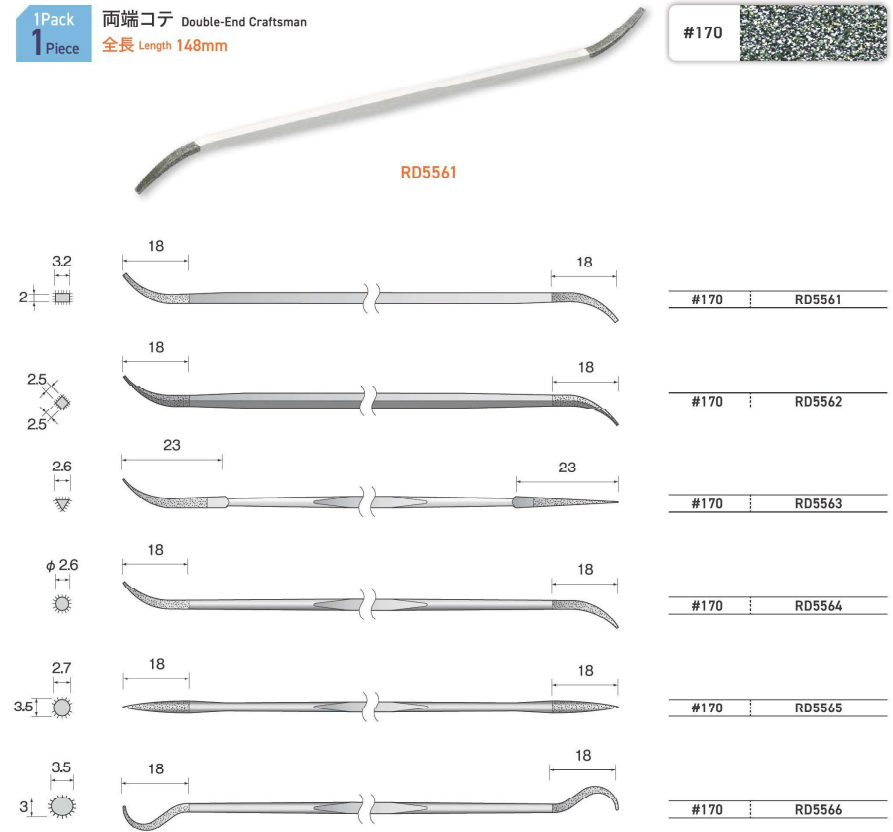 1Pack
1 Piece
両端コテ Double-End Craftsman
全長 Length 148mm
#170
RD5561
18
18
3.2
2
#170 RD5561
18
18
2.5
2.5
#170 RD5562
23
23
2.6
#170 RD5563
18
18
φ 2.6
#170 RD5564
18
18
2.7
3.5
#170 RD5565
18
18
3.5
3
#170 RD5566